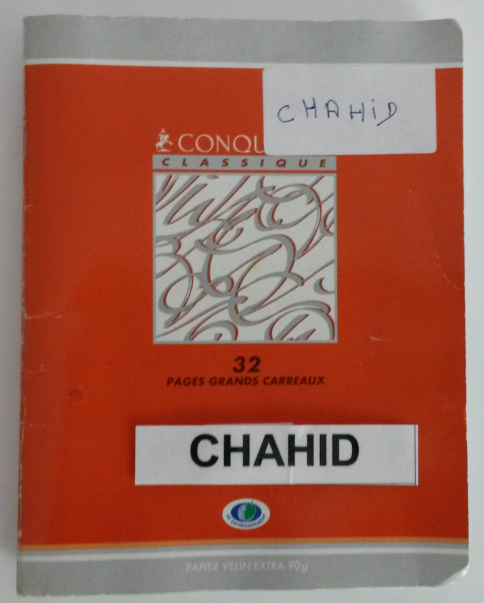 CHAHiD
CONQU
CLASSIQUE
32
PAGES GRANDS CARREAUX
CHAHID
PAPIER VELIN EXTRA 90g